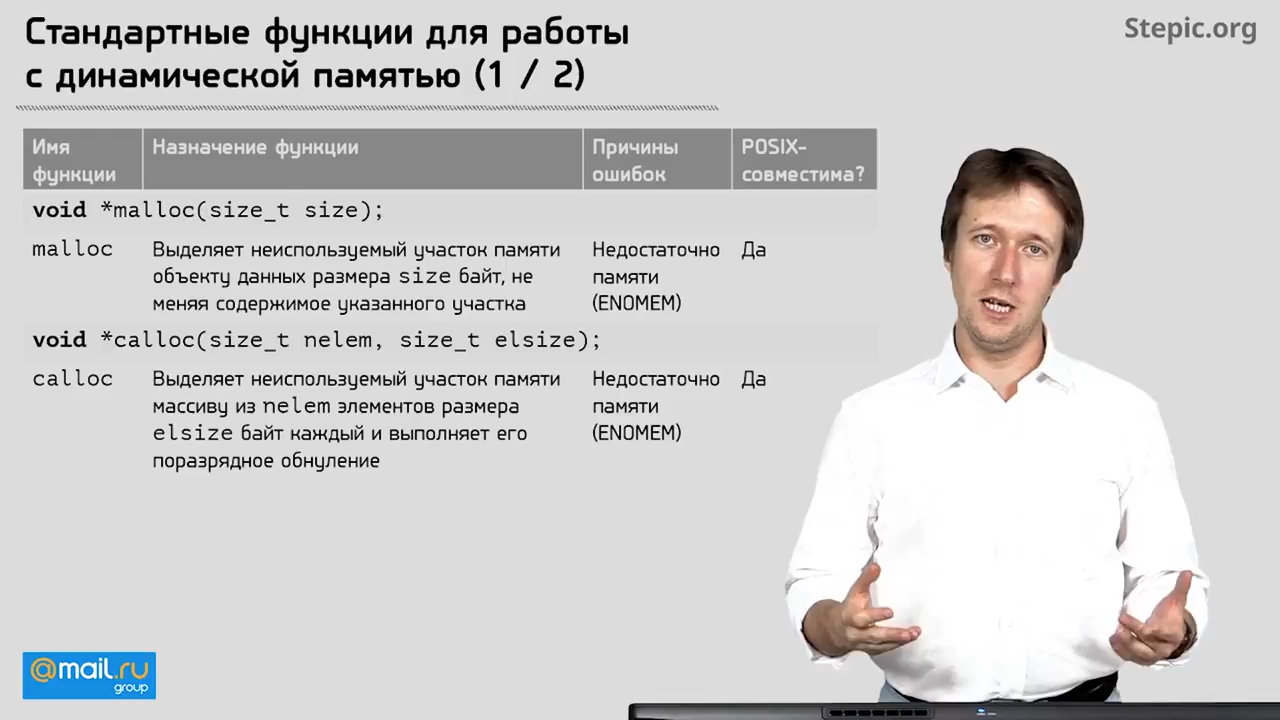 Стандартные функции для работы
с динамической памятью (1 / 2)
Stepic.org
Имя функции
Назначение функции
Причины ошибок
POSIX-совместима?
void *malloc(size_t size);
malloc
Выделяет неиспользуемый участок памяти
объекту данных размера size байт, не
меняя содержимое указанного участка
Недостаточно
памяти
(ENOMEM)
Да
void *calloc(size_t nelem, size_t elsize);
calloc
Выделяет неиспользуемый участок памяти
массиву из nelem элементов размера
elsize байт каждый и выполняет его
поразрядное обнуление
Недостаточно
памяти
(ENOMEM)
Да
@mail.ru
group